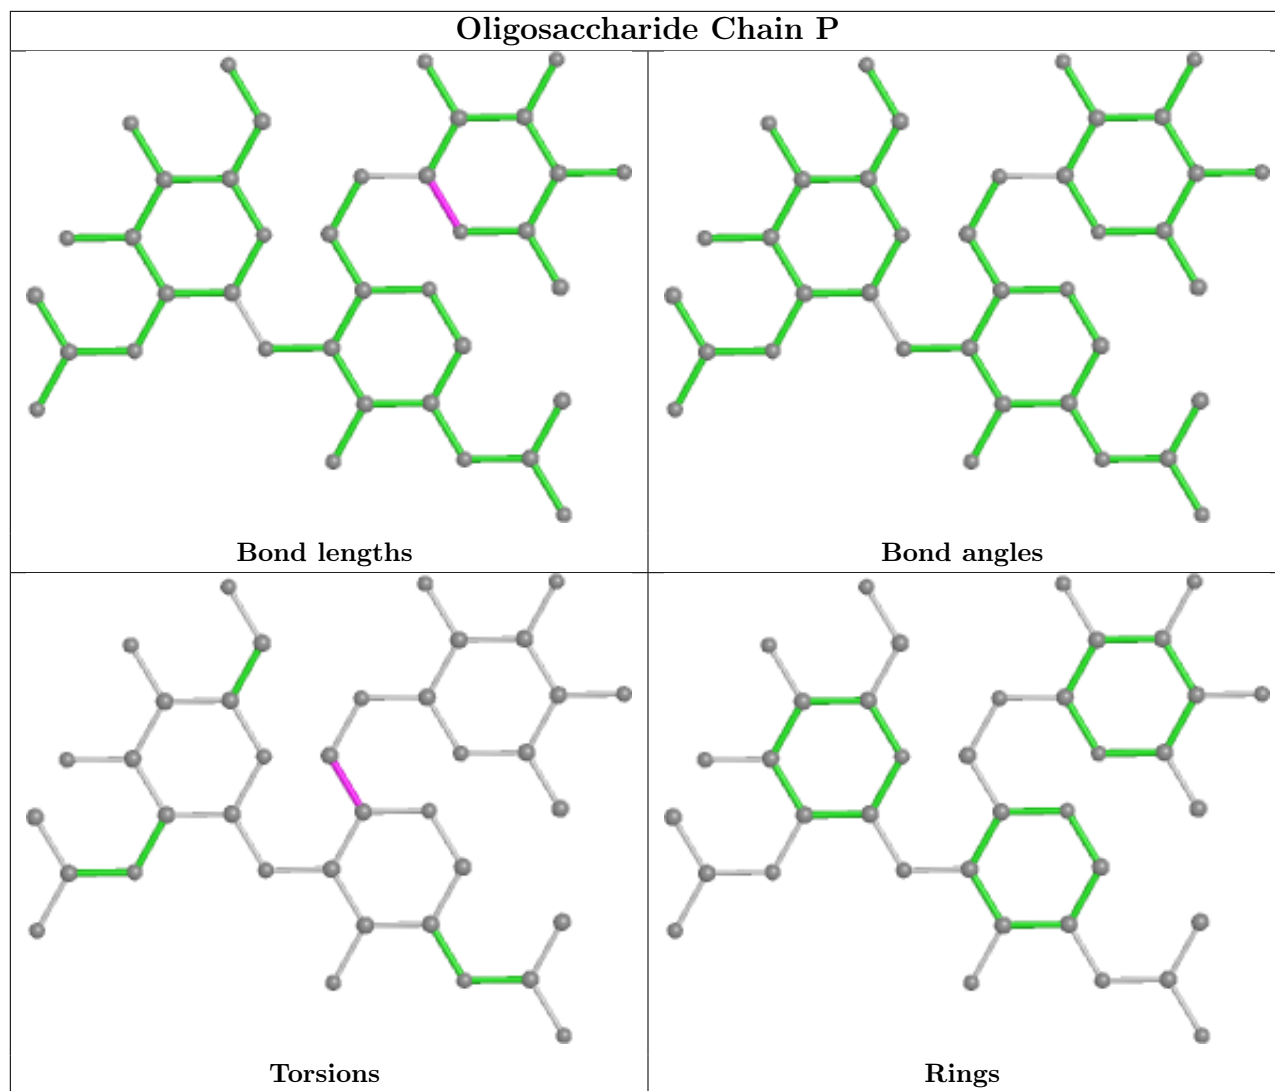 Oligosaccharide Chain P
Bond lengths
Bond angles
Torsions
Rings